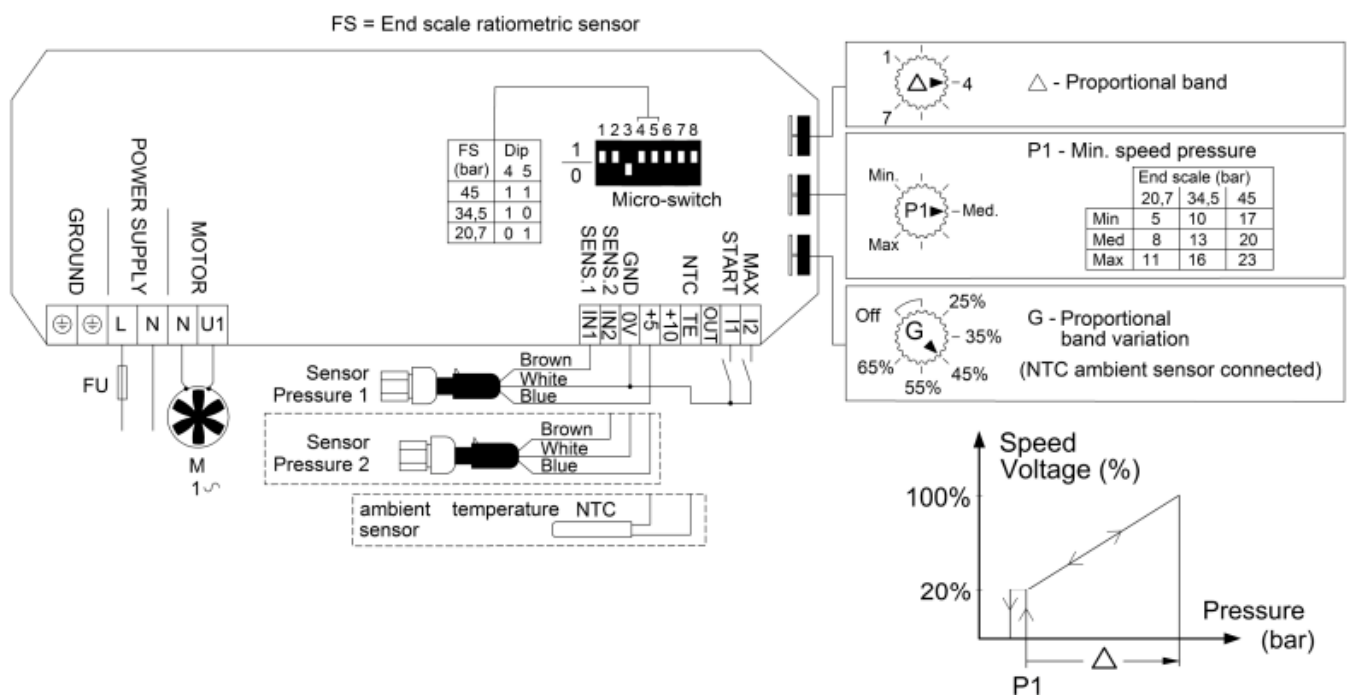 FS = End scale ratiometric sensor
GROUND
POWER SUPPLY
MOTOR
L N N U1
FU
M
1∿
FS (bar) Dip 4 5
45 1 1
34,5 1 0
20,7 0 1
1 2 3 4 5 6 7 8
1
0
Micro-switch
SENS.1
SENS.2
GND
NTC
START
MAX
IN1 IN2 0V +5 +10 TE OUT I1 I2
Sensor
Pressure 1
Brown
White
Blue
Sensor
Pressure 2
Brown
White
Blue
ambient temperature NTC
sensor
1
4
7
△
△ - Proportional band
P1 - Min. speed pressure
Min.
P1
Med.
Max
End scale (bar)
20,7 34,5 45
Min 5 10 17
Med 8 13 20
Max 11 16 23
Off
25%
G
35%
45%
55%
65%
G - Proportional
band variation
(NTC ambient sensor connected)
Speed
Voltage (%)
100%
20%
Pressure
(bar)
△
P1